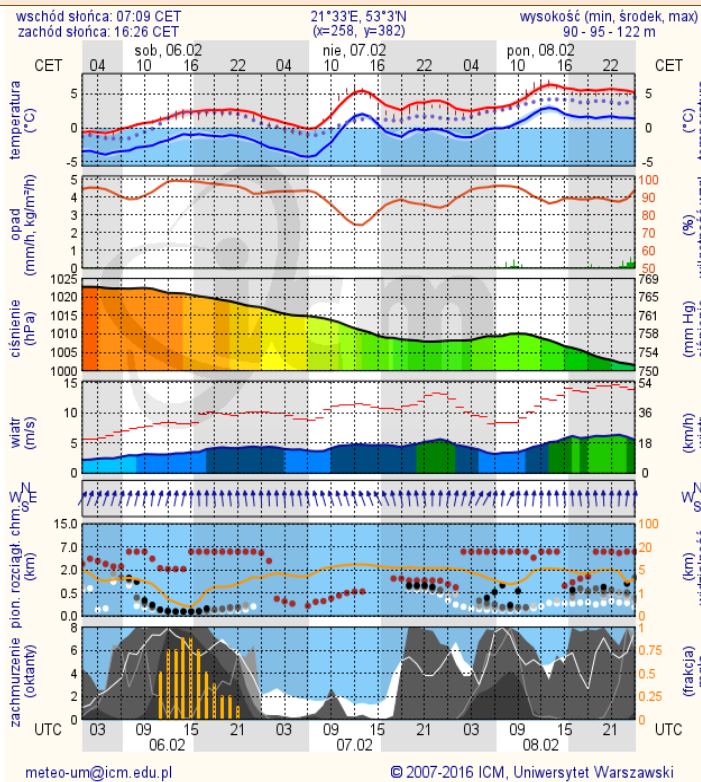 wschód słońca: 07:09 CET 21°33'E, 53°3'N wysokość (min, środek, max)
zachód słońca: 16:26 CET (x=258, y=382) 90 - 95 - 122 m
sob, 06.02 nie, 07.02 pon, 08.02
CET 04 10 16 22 04 10 16 22 04 10 16 22 CET
temperatura (°C)
5
0
-5
5
0
-5
(°C)
opad (mm/h, kg/m²/h)
5
4
3
2
1
0
100
90
80
70
60
50
(%)
ciśnienie (hPa)
1025
1020
1015
1010
1005
1000
769
765
761
758
754
750
(mm Hg)
wiatr (m/s)
15
10
5
0
54
36
18
0
(km/h)
N
W E
S
N
W
S
pion. rozciągł. chm. (km)
15.0
7.0
2.0
0.5
0.0
100
20
5
1
0
(km)
zachmurzenie (oktanty)
8
6
4
2
0
1
0.75
0.5
0.25
0
(frakcja)
icm
UTC 03 09 15 21 03 09 15 21 03 09 15 21 UTC
06.02 07.02 08.02
meteo-um@icm.edu.pl © 2007-2016 ICM, Uniwersytet Warszawski